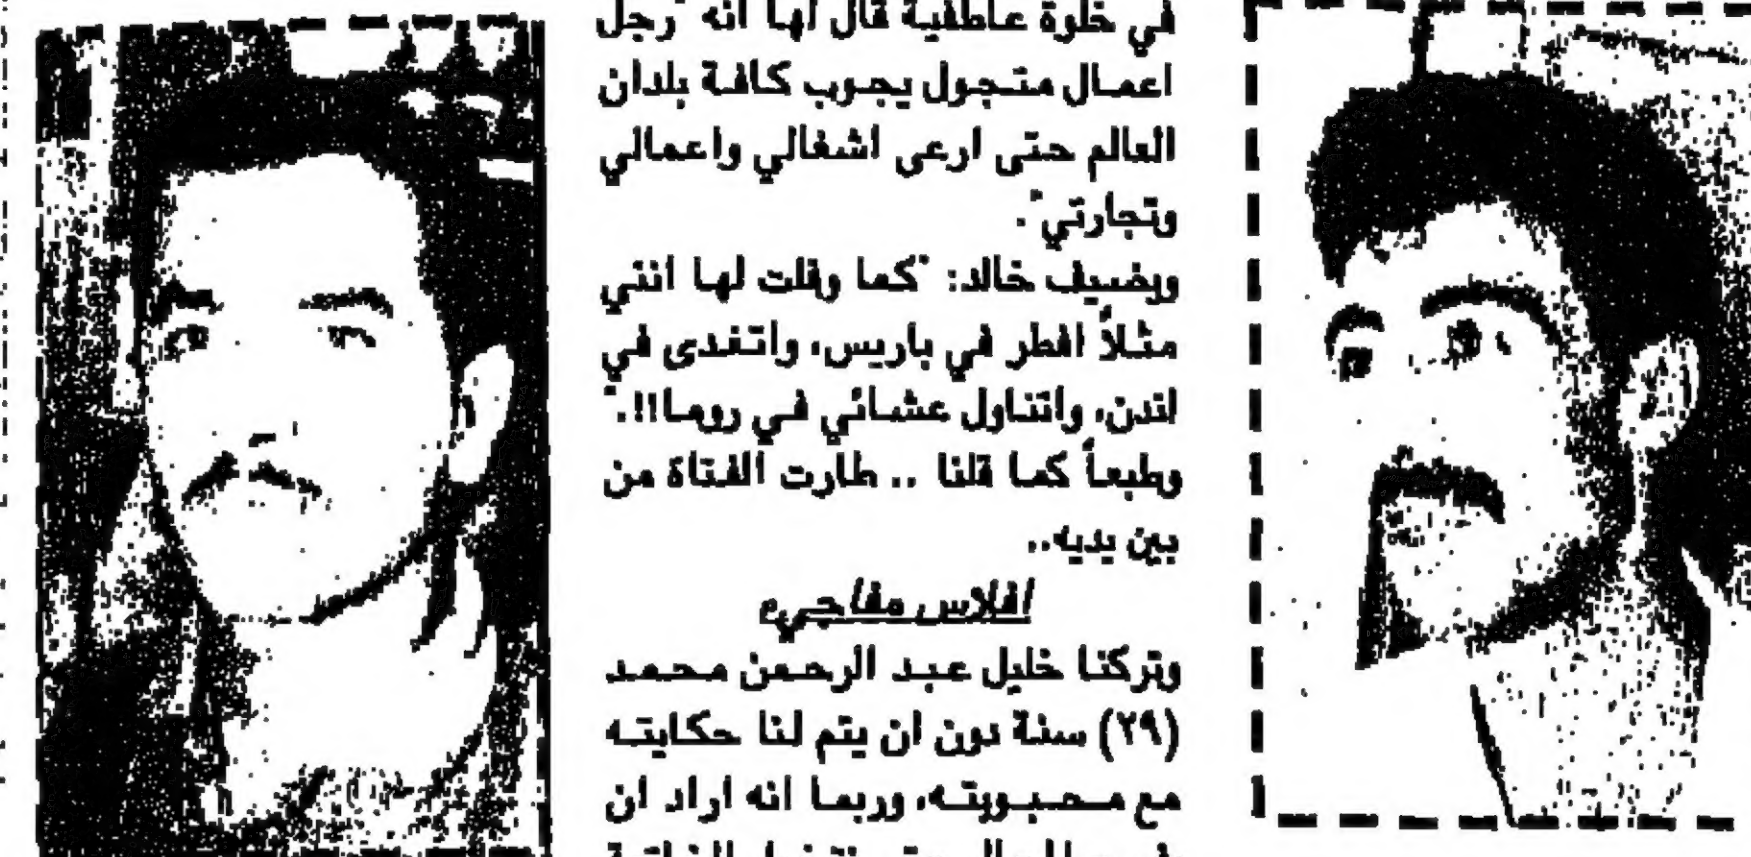 في خلوة عاطفية قال لها انه "رجل
اعمال متجول يجوب كافة بلدان
العالم حتى ارعى اشغالي واعمالي
وتجارتي".
ويضيف خالد: "كما وقلت لها انني
مثلاً افطر في باريس، واتغدى في
لندن، واتناول عشائي في روما!!."
وطبعاً كما قلنا .. طارت الفتاة من
بين يديه..
افلاس مفاجيء
وتركنا خليل عبد الرحمن محمد
(٢٩) سنة دون ان يتم لنا حكايته
مع محبوبته، وربما انه اراد ان